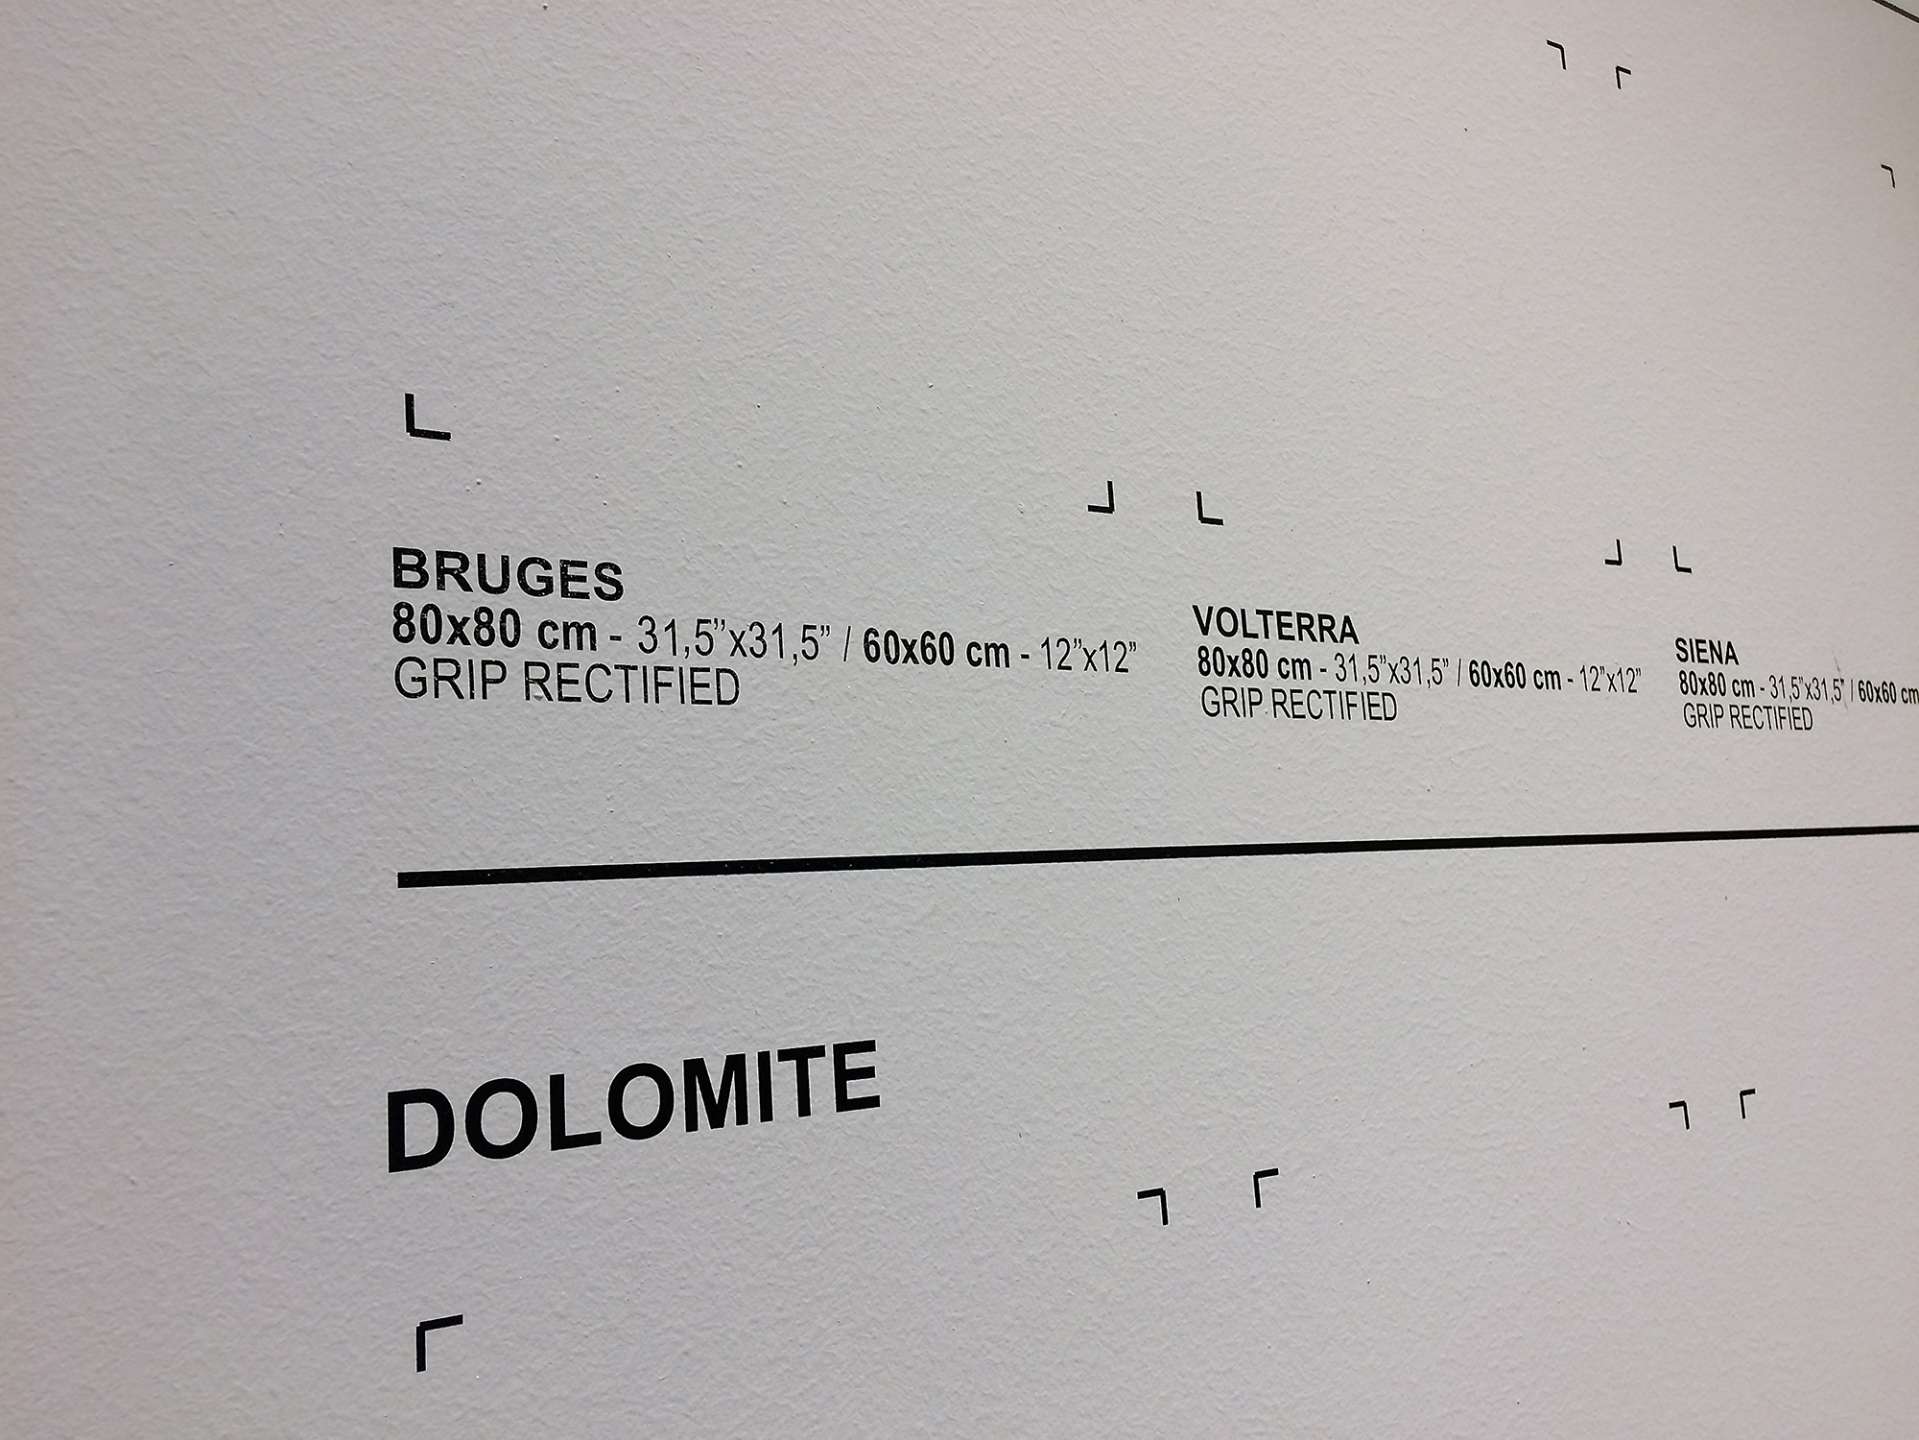 BRUGES
80x80 cm - 31,5”x31,5” / 60x60 cm - 12”x12”
GRIP RECTIFIED
VOLTERRA
80x80 cm - 31,5”x31,5” / 60x60 cm - 12”x12”
GRIP RECTIFIED
SIENA
80x80 cm - 31,5”x31,5” / 60x60 cm
GRIP RECTIFIED
DOLOMITE